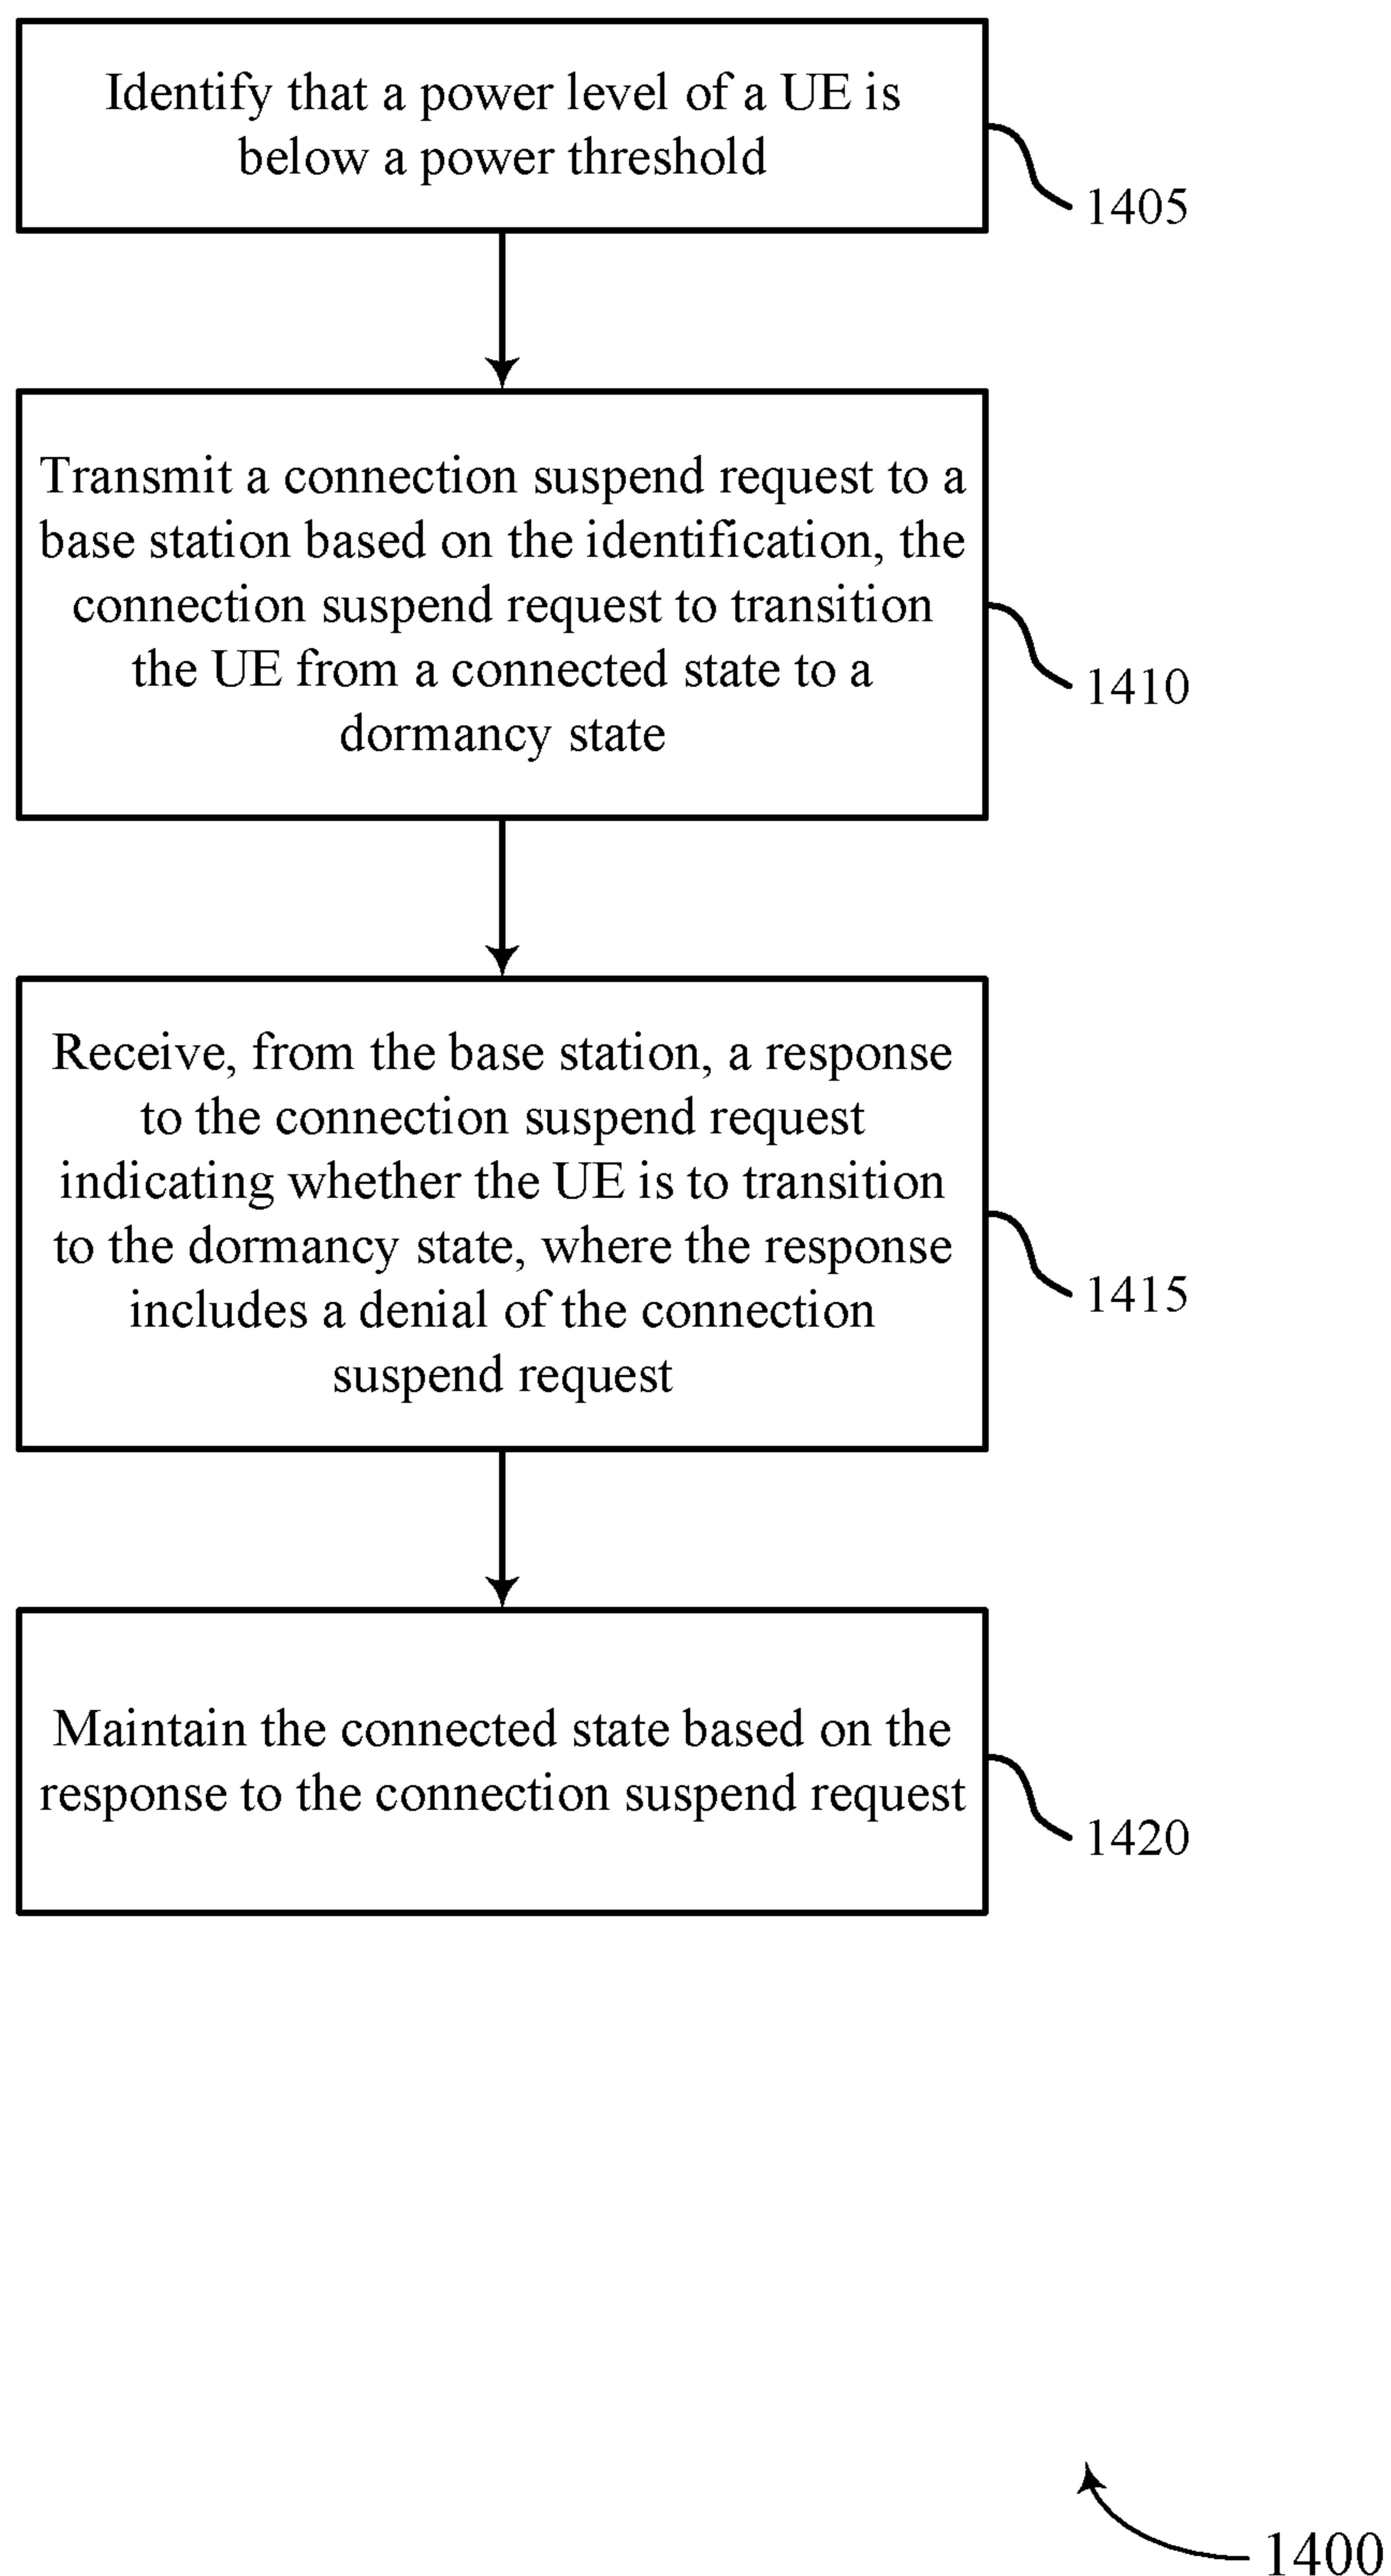 Identify that a power level of a UE is
below a power threshold
1405
Transmit a connection suspend request to a
base station based on the identification, the
connection suspend request to transition
the UE from a connected state to a
dormancy state
1410
Receive, from the base station, a response
to the connection suspend request
indicating whether the UE is to transition
to the dormancy state, where the response
includes a denial of the connection
suspend request
1415
Maintain the connected state based on the
response to the connection suspend request
1420
1400